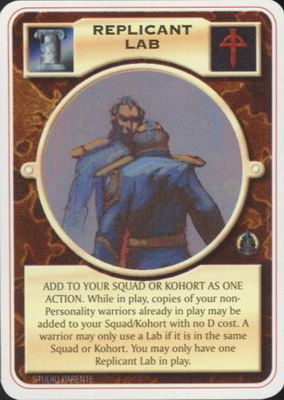 REPLICANT
LAB
ADD TO YOUR SQUAD OR KOHORT AS ONE
ACTION. While in play, copies of your non-
Personality warriors already in play may be
added to your Squad/Kohort with no D cost. A
warrior may only use a Lab if it is in the same
Squad or Kohort. You may only have one
Replicant Lab in play.
STUDIO PARENTE